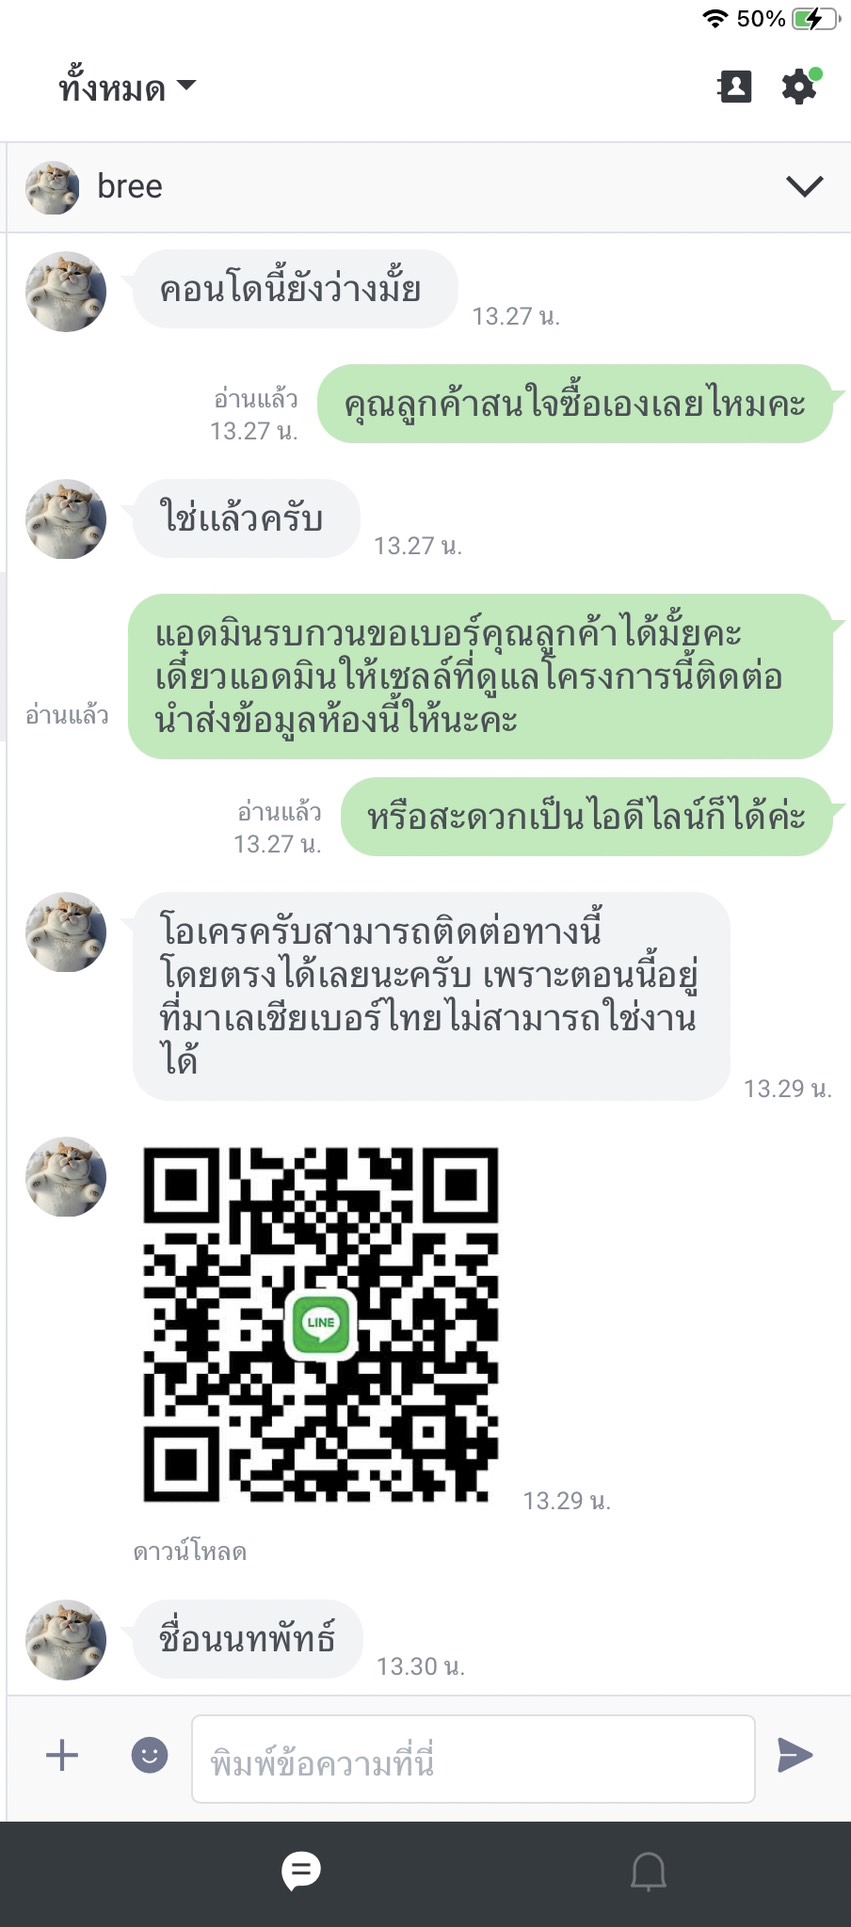 50%
ทั้งหมด
bree
คอนโดนี้ยังว่างมั้ย
13.27 น.
คุณลูกค้าสนใจซื้อเองเลยไหมคะ
อ่านแล้ว
13.27 น.
ใช่แล้วครับ
13.27 น.
แอดมินรบกวนขอเบอร์คุณลูกค้าได้มั้ยคะ
เดี๋ยวแอดมินให้เซลล์ที่ดูแลโครงการนี้ติดต่อ
นำส่งข้อมูลห้องนี้ให้นะคะ
อ่านแล้ว
หรือสะดวกเป็นไอดีไลน์ก็ได้ค่ะ
อ่านแล้ว
13.27 น.
โอเครครับสามารถติดต่อทางนี้
โดยตรงได้เลยนะครับ เพราะตอนนี้อยู่
ที่มาเลเชียเบอร์ไทยไม่สามารถใช่งาน
ได้
13.29 น.
LINE
13.29 น.
ดาวน์โหลด
ชื่อนนทพัทธ์
13.30 น.
พิมพ์ข้อความที่นี่